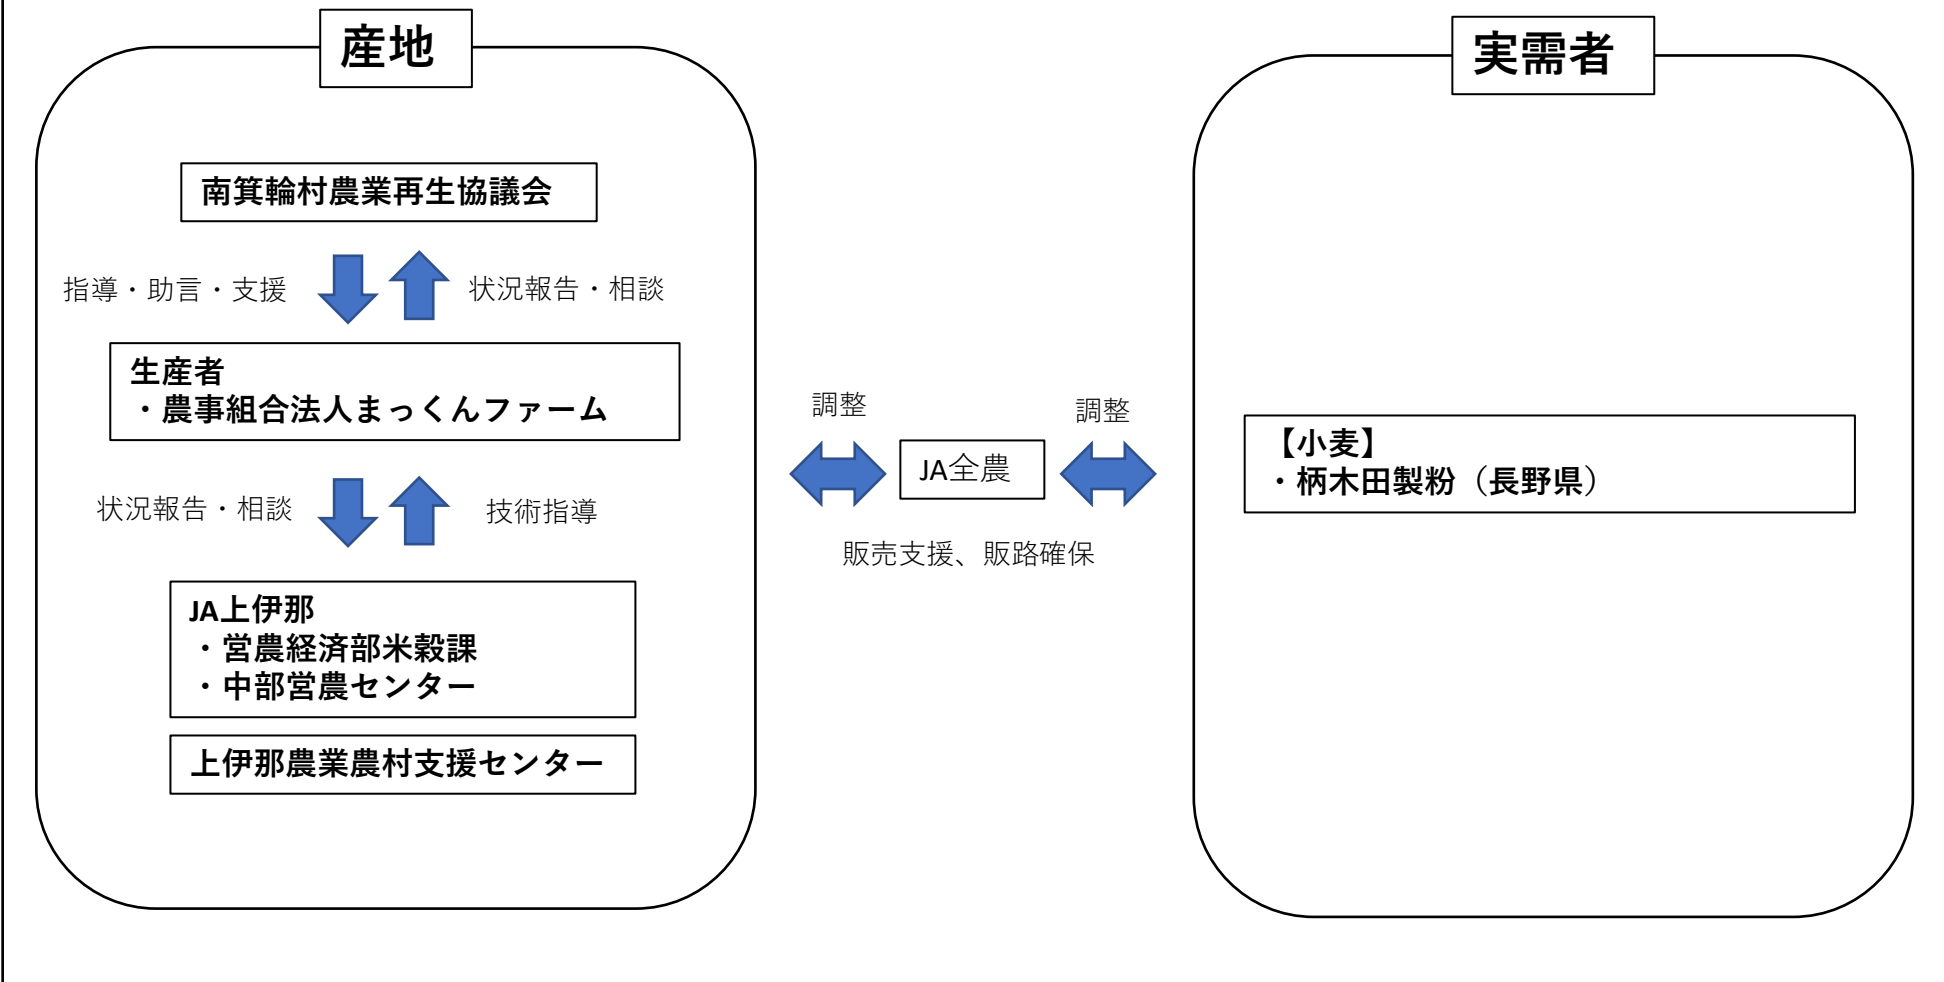 産地
南箕輪村農業再生協議会
指導・助言・支援
状況報告・相談
生産者
・農事組合法人まっくんファーム
状況報告・相談
技術指導
JA上伊那
・営農経済部米穀課
・中部営農センター
上伊那農業農村支援センター
調整
JA全農
調整
販売支援、販路確保
実需者
【小麦】
・柄木田製粉（長野県）